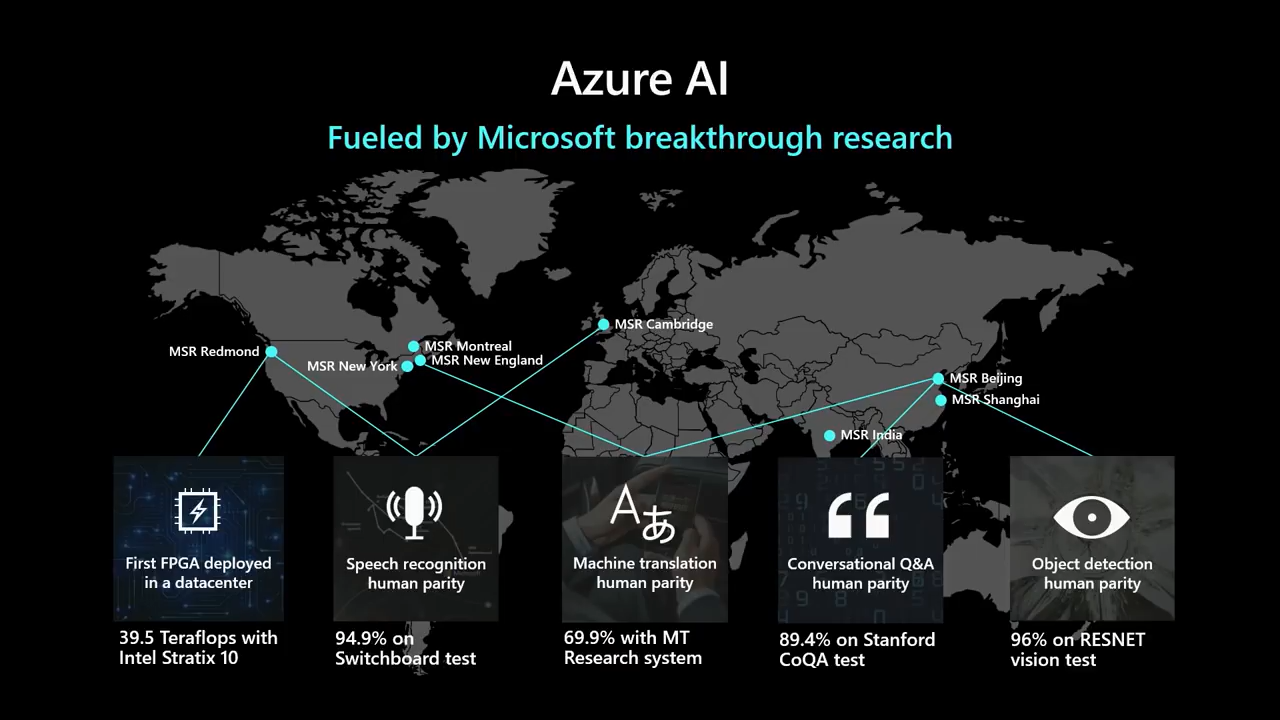 Azure AI
Fueled by Microsoft breakthrough research
MSR Cambridge
MSR Redmond
MSR Montreal
MSR New York
MSR New England
MSR Beijing
MSR Shanghai
MSR India
First FPGA deployed
in a datacenter
39.5 Teraflops with
Intel Stratix 10
Speech recognition
human parity
94.9% on
Switchboard test
Aあ
Machine translation
human parity
69.9% with MT
Research system
Conversational Q&A
human parity
89.4% on Stanford
CoQA test
Object detection
human parity
96% on RESNET
vision test